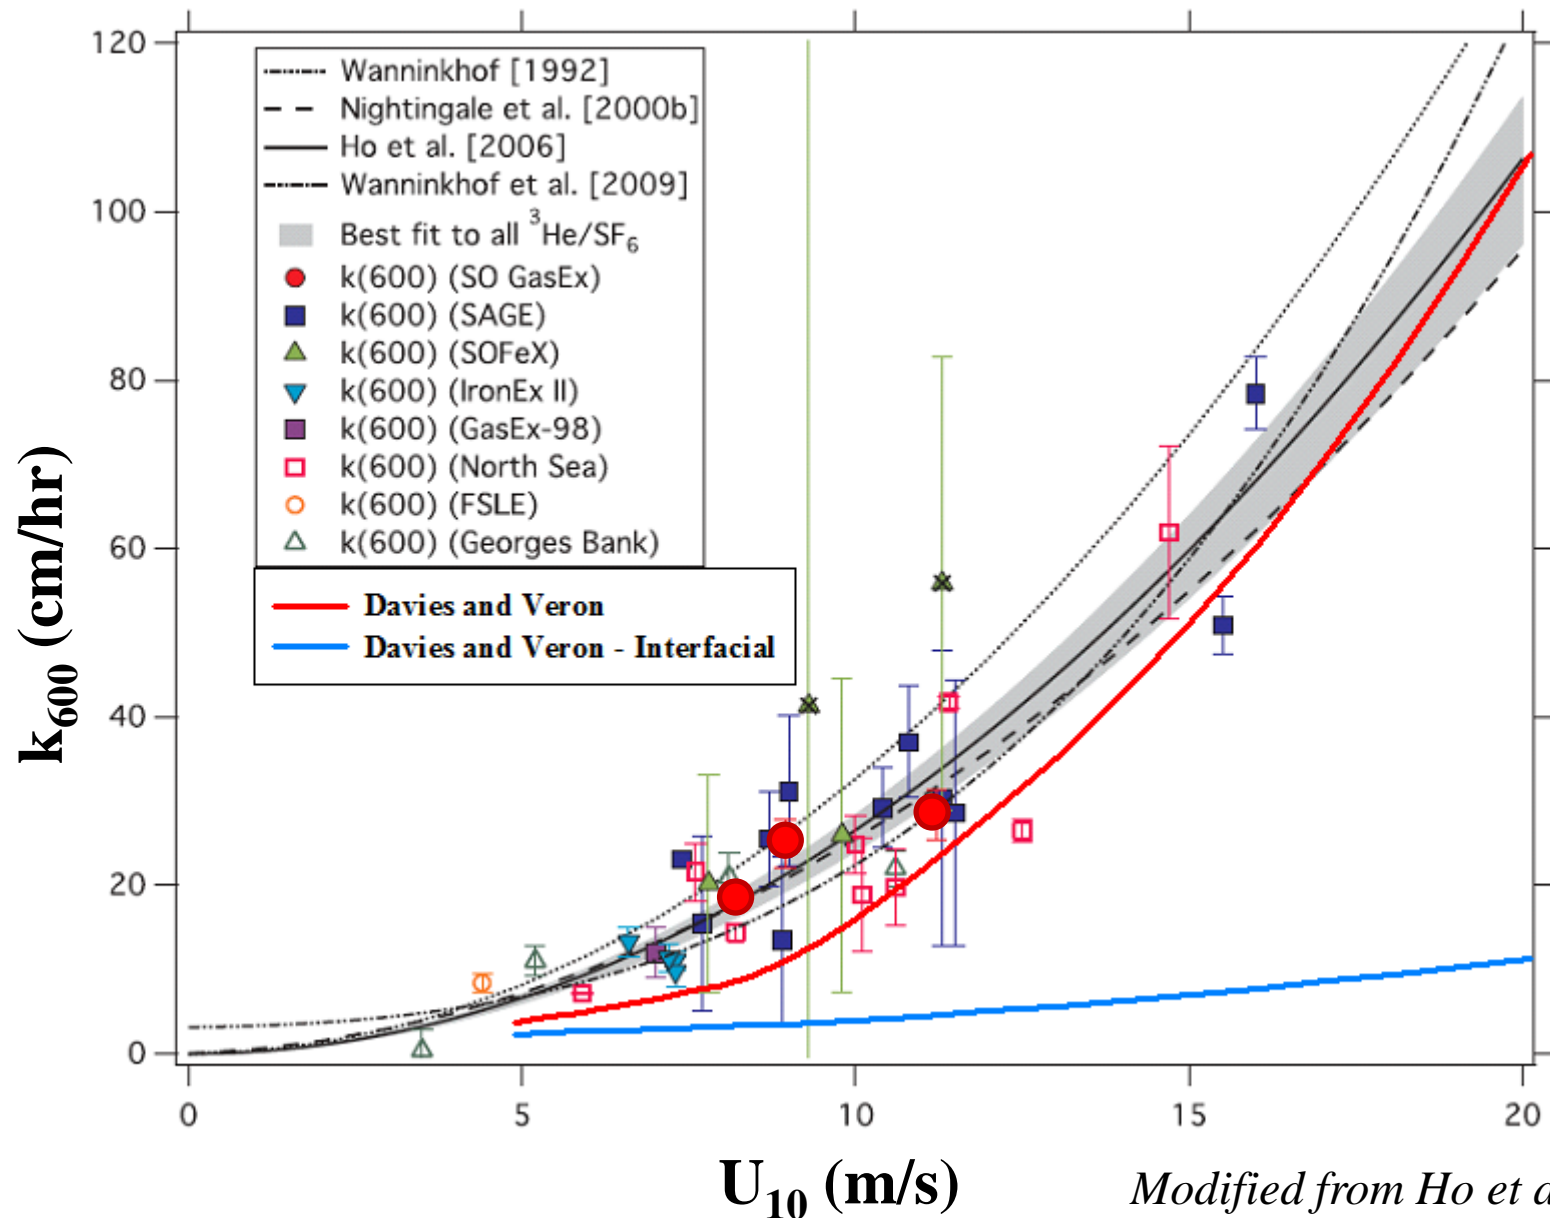 120
100
80
60
40
20
0
k600 (cm/hr)
Wanninkhof [1992]
Nightingale et al. [2000b]
Ho et al. [2006]
Wanninkhof et al. [2009]
Best fit to all 3He/SF6
k(600) (SO GasEx)
k(600) (SAGE)
k(600) (SOFeX)
k(600) (IronEx II)
k(600) (GasEx-98)
k(600) (North Sea)
k(600) (FSLE)
k(600) (Georges Bank)
Davies and Veron
Davies and Veron - Interfacial
0 5 10 15 20
U10 (m/s)
Modified from Ho et